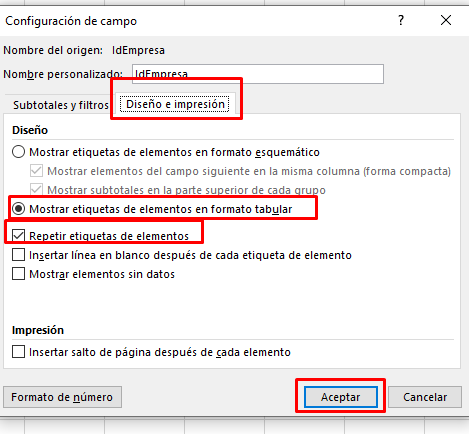 Configuración de campo ? ×
Nombre del origen: IdEmpresa
Nombre personalizado: IdEmpresa
Subtotales y filtros Diseño e impresión
Diseño
Mostrar etiquetas de elementos en formato esquemático
Mostrar elementos del campo siguiente en la misma columna (forma compacta)
Mostrar subtotales en la parte superior de cada grupo
Mostrar etiquetas de elementos en formato tabular
Repetir etiquetas de elementos
Insertar línea en blanco después de cada etiqueta de elemento
Mostrar elementos sin datos
Impresión
Insertar salto de página después de cada elemento
Formato de número Aceptar Cancelar